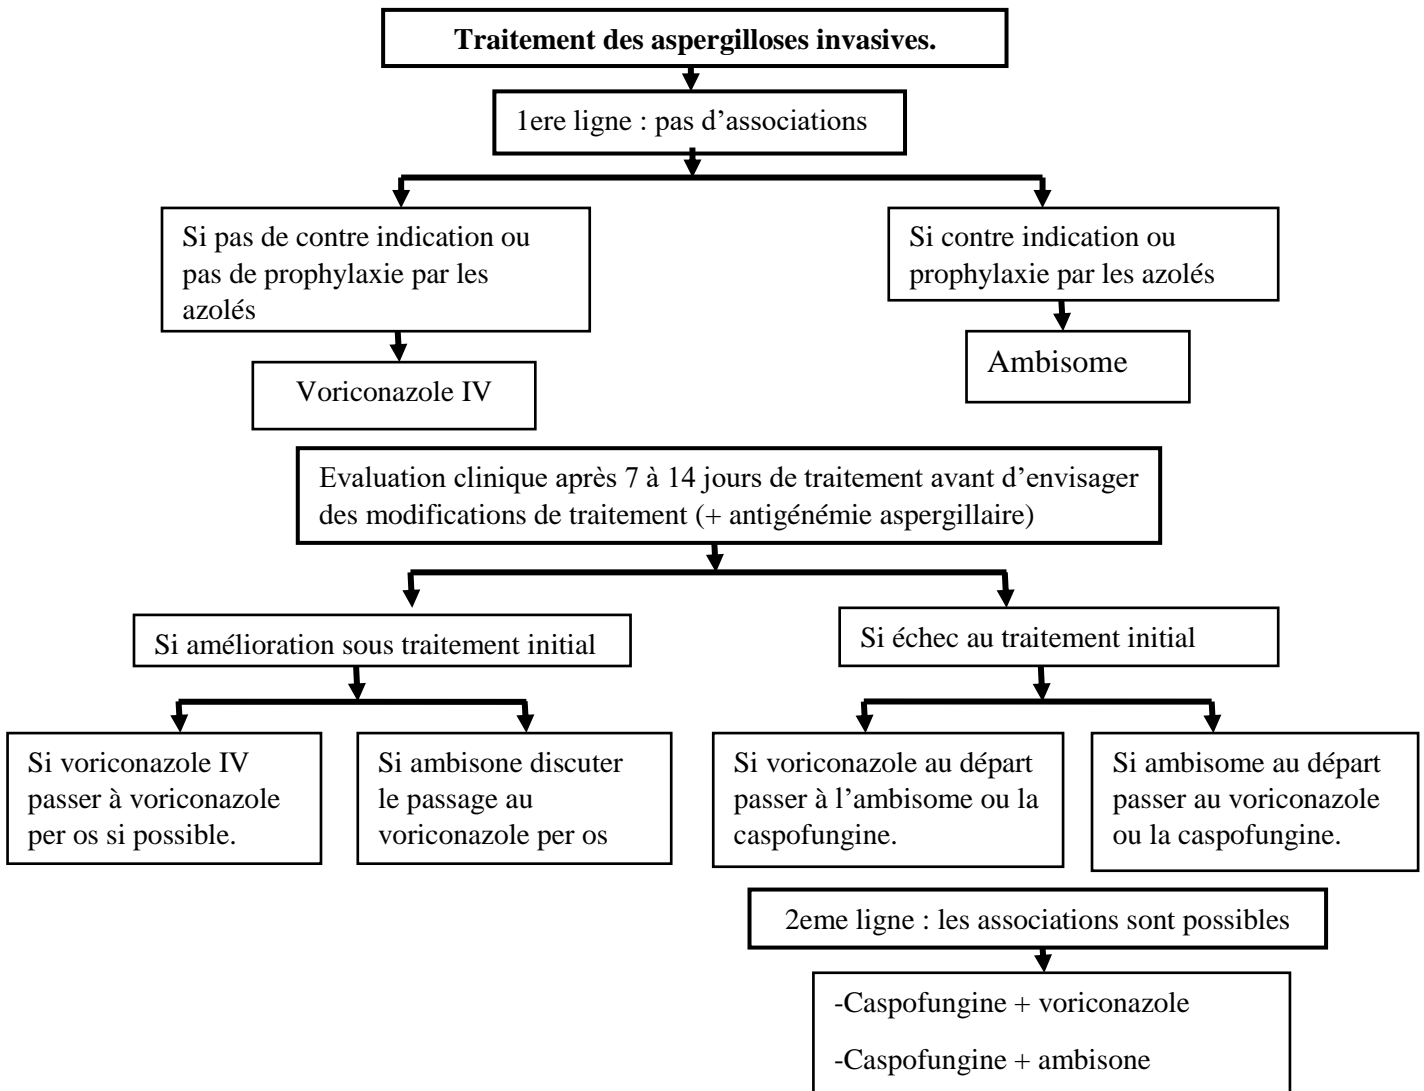 Traitement des aspergilloses invasives.
1ere ligne : pas d’associations
Si pas de contre indication ou
pas de prophylaxie par les
azolés
Si contre indication ou
prophylaxie par les azolés
Voriconazole IV
Ambisome
Evaluation clinique après 7 à 14 jours de traitement avant d’envisager
des modifications de traitement (+ antigénémie aspergillaire)
Si amélioration sous traitement initial
Si échec au traitement initial
Si voriconazole IV
passer à voriconazole
per os si possible.
Si ambisone discuter
le passage au
voriconazole per os
Si voriconazole au départ
passer à l’ambisome ou la
caspofungine.
Si ambisome au départ
passer au voriconazole
ou la caspofungine.
2eme ligne : les associations sont possibles
-Caspofungine + voriconazole
-Caspofungine + ambisone